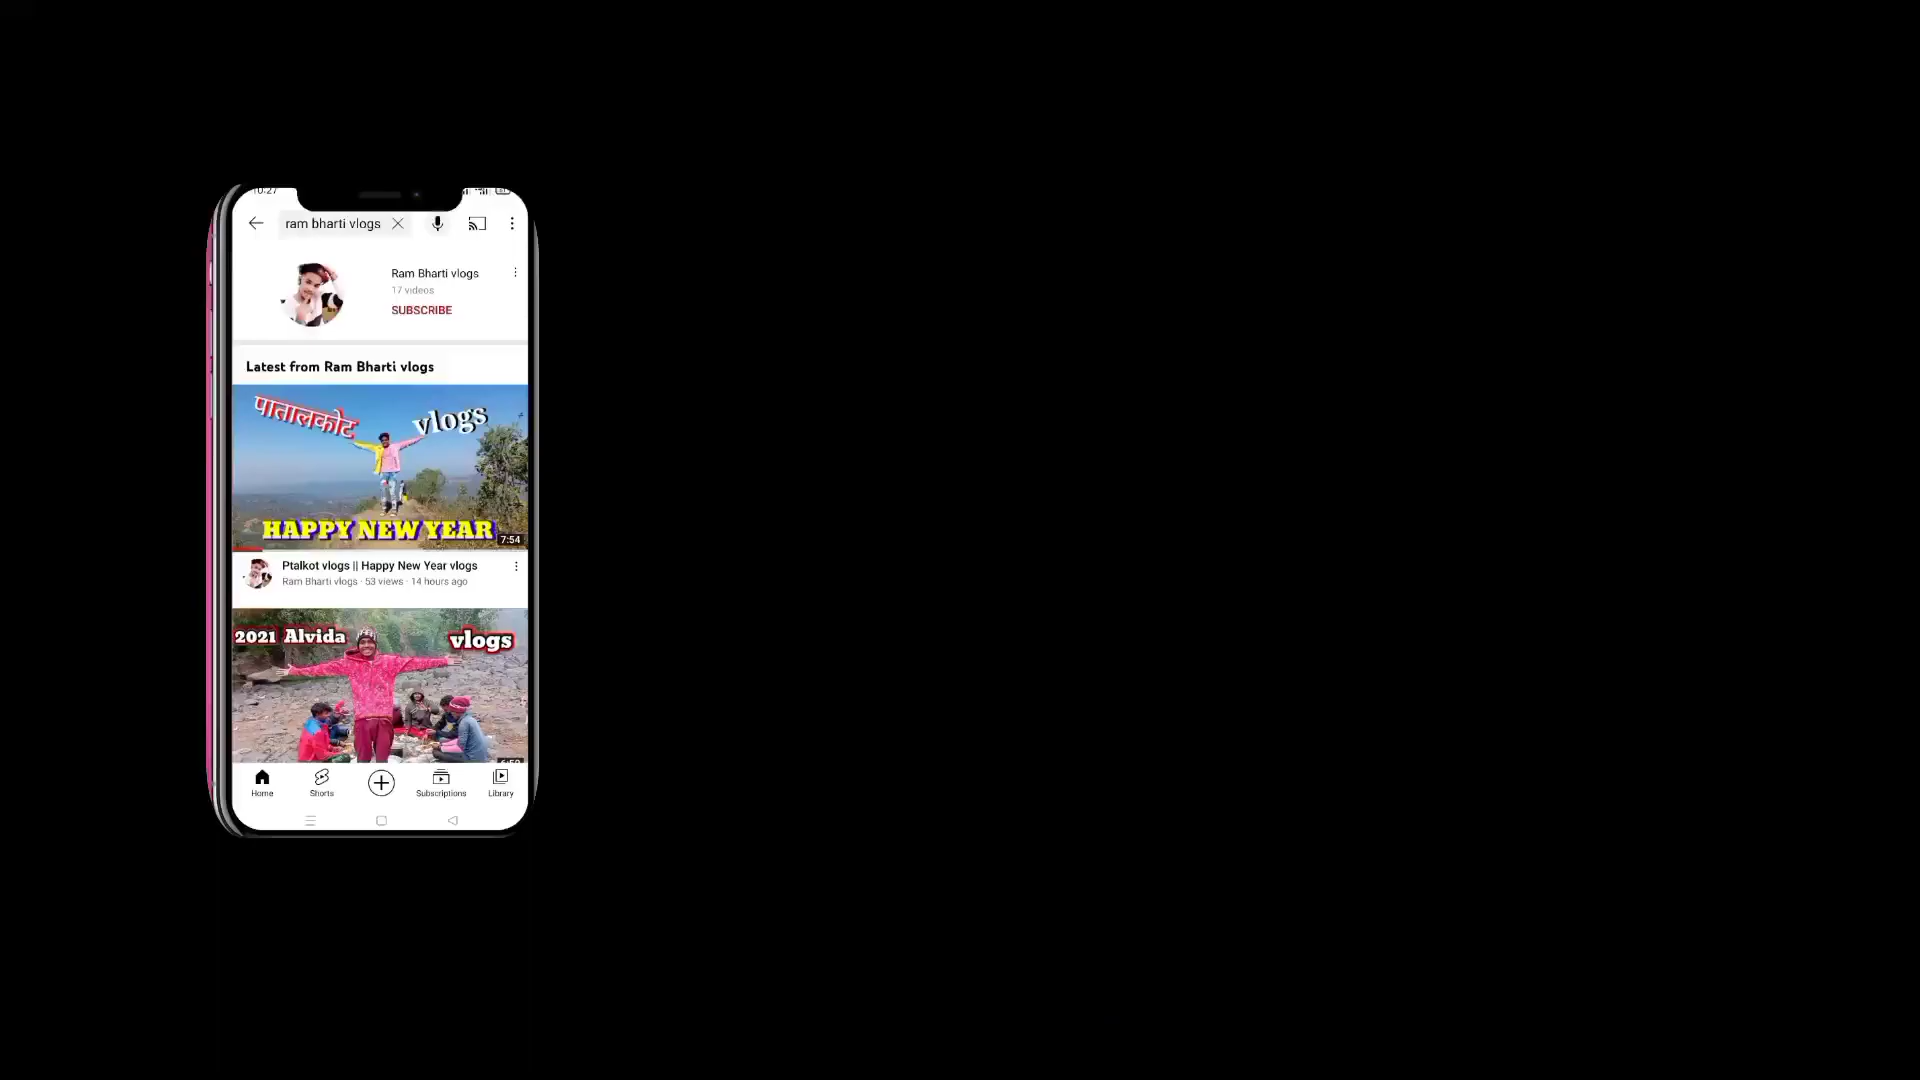 10:27
ram bharti vlogs
Ram Bharti vlogs
17 videos
SUBSCRIBE
Latest from Ram Bharti vlogs
पातालकोट vlogs
HAPPY NEW YEAR
7:54
Ptalkot vlogs || Happy New Year vlogs
Ram Bharti vlogs · 53 views · 14 hours ago
2021 Alvida vlogs
Home Shorts Subscriptions Library